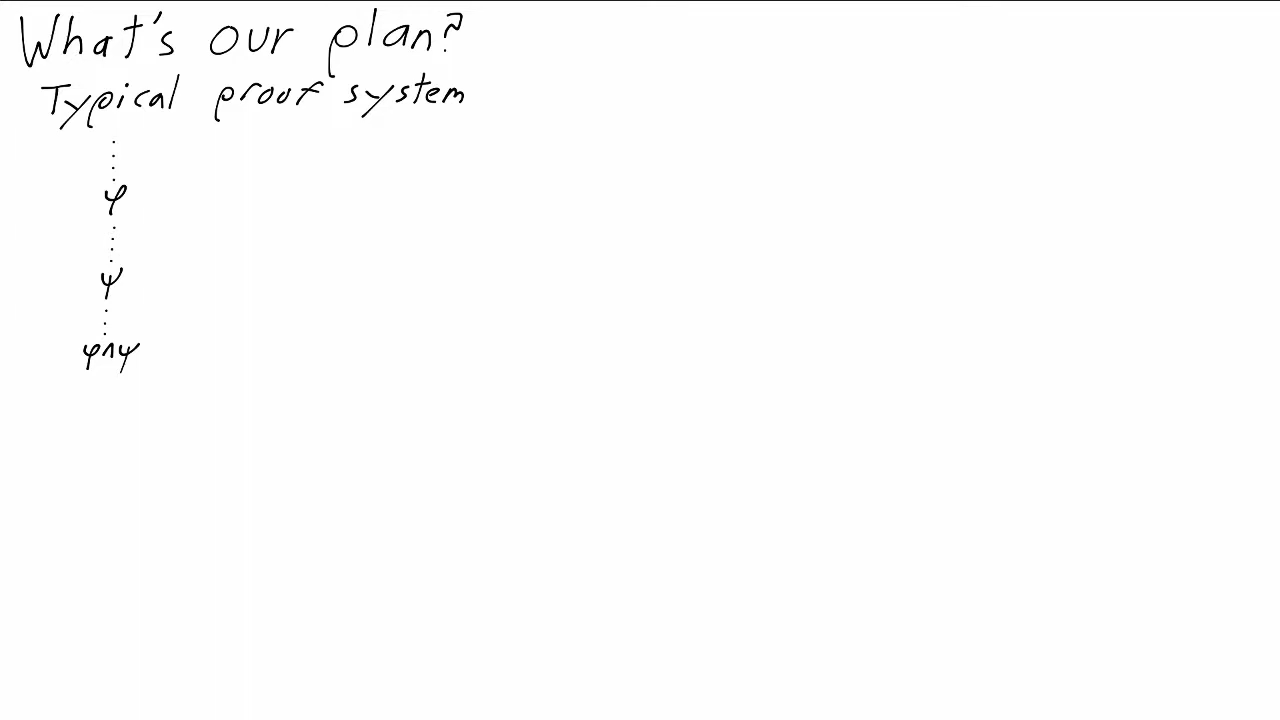 What's our plan?
Typical proof system
φ
ψ
φ∧ψ